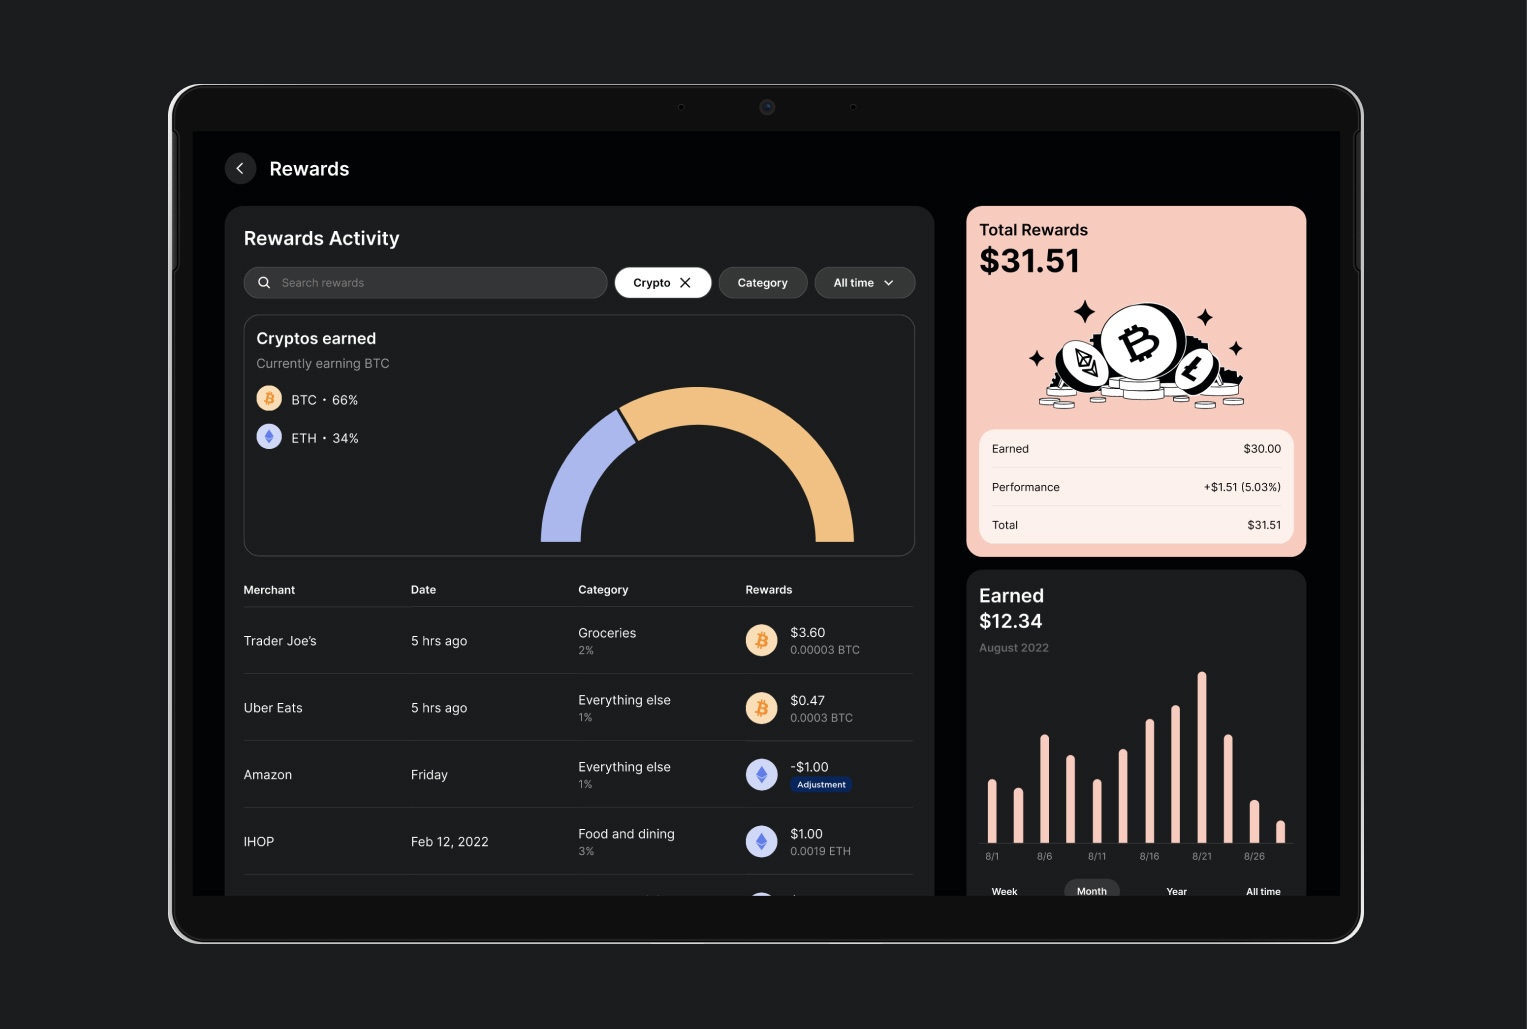 Rewards
Rewards Activity
Search rewards
Crypto
Category
All time
Cryptos earned
Currently earning BTC
BTC • 66%
ETH • 34%
Merchant
Date
Category
Rewards
Trader Joe's
5 hrs ago
Groceries
2%
$3.60
0.00003 BTC
Uber Eats
5 hrs ago
Everything else
1%
$0.47
0.0003 BTC
Amazon
Friday
Everything else
1%
-$1.00
Adjustment
IHOP
Feb 12, 2022
Food and dining
3%
$1.00
0.0019 ETH
Total Rewards
$31.51
Earned
$30.00
Performance
+$1.51 (5.03%)
Total
$31.51
Earned
$12.34
August 2022
8/1
8/6
8/11
8/16
8/21
8/26
Week
Month
Year
All time